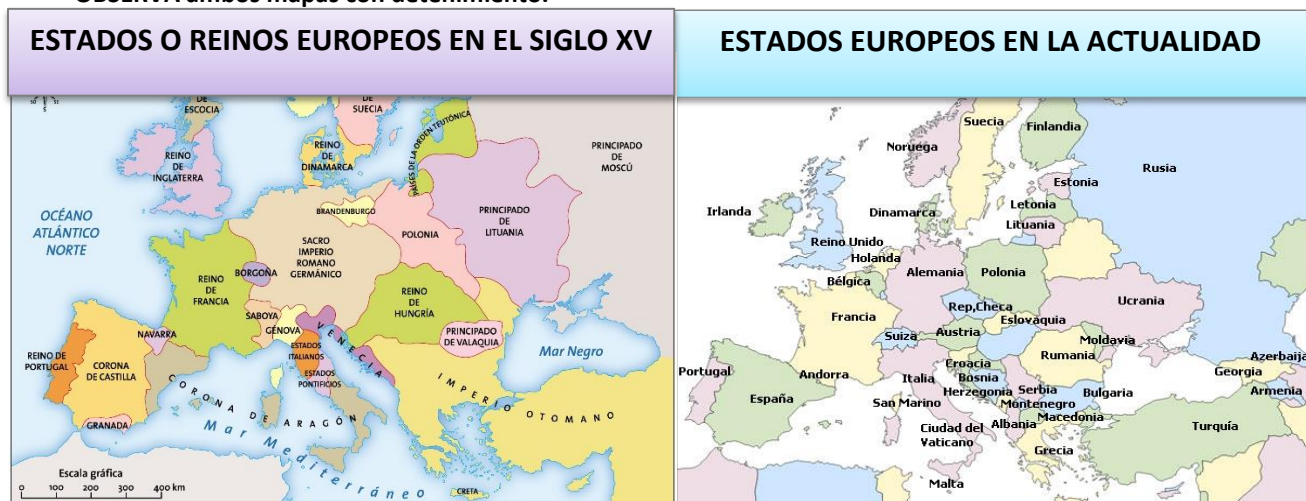 OBSERVA ambos mapas con detenimiento.
ESTADOS O REINOS EUROPEOS EN EL SIGLO XV
DE
ESCOCIA
DE
SUECIA
PAÍSES DE LA ORDEN TEUTÓNICA
PRINCIPADO
DE
MOSCÚ
REINO
DE
INGLATERRA
REINO
DE
DINAMARCA
OCÉANO
ATLÁNTICO
NORTE
BRANDENBURGO
PRINCIPADO
DE
LITUANIA
SACRO
IMPERIO
ROMANO
GERMÁNICO
POLONIA
REINO
DE
FRANCIA
BORGOÑA
REINO
DE
HUNGRÍA
SABOYA
GÉNOVA
VENECIA
PRINCIPADO
DE VALAQUIA
NAVARRA
ESTADOS
ITALIANOS
Mar Negro
REINO DE
PORTUGAL
CORONA
DE CASTILLA
ESTADOS
PONTIFICIOS
CORONA DE ARAGÓN
IMPERIO OTOMANO
GRANADA
Mar Mediterráneo
CRETA
Escala gráfica
0 100 200 300 400 km
ESTADOS EUROPEOS EN LA ACTUALIDAD
Suecia
Finlandia
Noruega
Rusia
Estonia
Irlanda
Dinamarca
Letonia
Lituania
Reino Unido
Holanda
Bélgica
Alemania
Polonia
Ucrania
Rep,Checa
Francia
Eslovaquia
Suiza
Austria
Moldavia
Rumania
Croacia
Azerbaija
Georgia
Portugal
Andorra
Italia
Bosnia
Herzegonia
Serbia
Bulgaria
Armenia
España
San Marino
Montenegro
Macedonia
Albania
Turquía
Ciudad del
Vaticano
Grecia
Malta